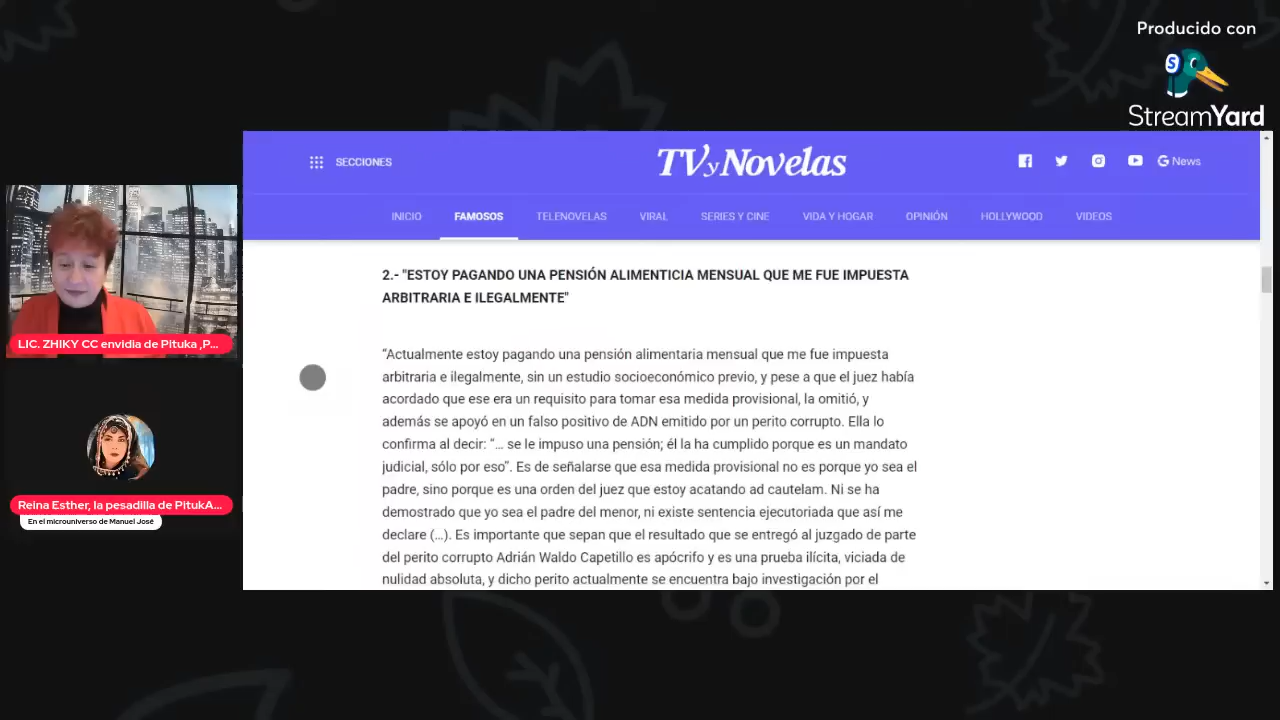 Producido con
StreamYard
SECCIONES
TVyNovelas
G News
INICIO FAMOSOS TELENOVELAS VIRAL SERIES Y CINE VIDA Y HOGAR OPINIÓN HOLLYWOOD VIDEOS
2.- "ESTOY PAGANDO UNA PENSIÓN ALIMENTICIA MENSUAL QUE ME FUE IMPUESTA
ARBITRARIA E ILEGALMENTE"
“Actualmente estoy pagando una pensión alimentaria mensual que me fue impuesta
arbitraria e ilegalmente, sin un estudio socioeconómico previo, y pese a que el juez había
acordado que ese era un requisito para tomar esa medida provisional, la omitió, y
además se apoyó en un falso positivo de ADN emitido por un perito corrupto. Ella lo
confirma al decir: “... se le impuso una pensión; él la ha cumplido porque es un mandato
judicial, sólo por eso”. Es de señalarse que esa medida provisional no es porque yo sea el
padre, sino porque es una orden del juez que estoy acatando ad cautelam. Ni se ha
demostrado que yo sea el padre del menor, ni existe sentencia ejecutoriada que así me
declare (…). Es importante que sepan que el resultado que se entregó al juzgado de parte
del perito corrupto Adrián Waldo Capetillo es apócrifo y es una prueba ilícita, viciada de
nulidad absoluta, y dicho perito actualmente se encuentra bajo investigación por el
LIC. ZHIKY CC envidia de Pituka ,P...
Reina Esther, la pesadilla de PitukA...
En el microuniverso de Manuel José